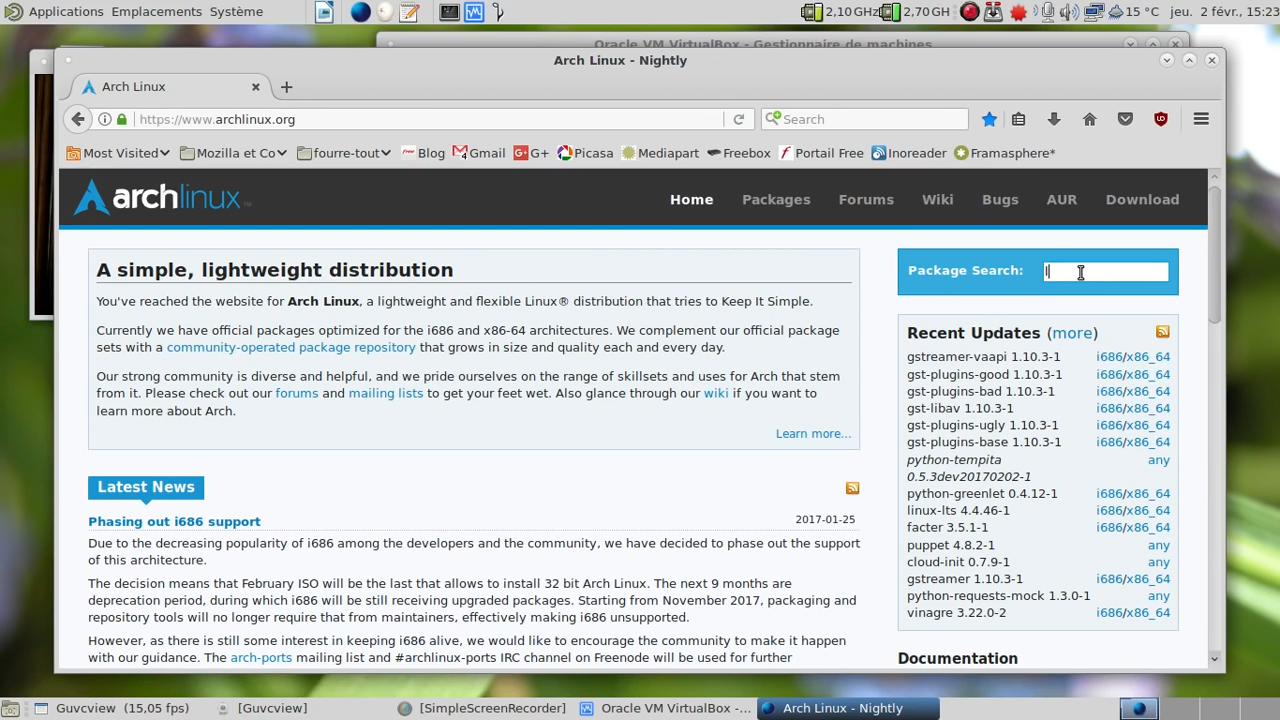 Applications Emplacements Système 2,10 GHz 2,70 GH 15 °C jeu. 2 févr., 15:23
Oracle VM VirtualBox - Gestionnaire de machines
Arch Linux - Nightly
Arch Linux
https://www.archlinux.org
Search
Most Visited Mozilla et Co fourre-tout Blog Gmail G+ Picasa Mediapart Freebox Portail Free Inoreader Framasphere*
archlinux
Home Packages Forums Wiki Bugs AUR Download
A simple, lightweight distribution
You've reached the website for Arch Linux, a lightweight and flexible Linux® distribution that tries to Keep It Simple.
Currently we have official packages optimized for the i686 and x86-64 architectures. We complement our official package
sets with a community-operated package repository that grows in size and quality each and every day.
Our strong community is diverse and helpful, and we pride ourselves on the range of skillsets and uses for Arch that stem
from it. Please check out our forums and mailing lists to get your feet wet. Also glance through our wiki if you want to
learn more about Arch.
Learn more...
Latest News
Phasing out i686 support 2017-01-25
Due to the decreasing popularity of i686 among the developers and the community, we have decided to phase out the support
of this architecture.
The decision means that February ISO will be the last that allows to install 32 bit Arch Linux. The next 9 months are
deprecation period, during which i686 will be still receiving upgraded packages. Starting from November 2017, packaging and
repository tools will no longer require that from maintainers, effectively making i686 unsupported.
However, as there is still some interest in keeping i686 alive, we would like to encourage the community to make it happen
with our guidance. The arch-ports mailing list and #archlinux-ports IRC channel on Freenode will be used for further
Package Search: l
Recent Updates (more)
gstreamer-vaapi 1.10.3-1 i686/x86_64
gst-plugins-good 1.10.3-1 i686/x86_64
gst-plugins-bad 1.10.3-1 i686/x86_64
gst-libav 1.10.3-1 i686/x86_64
gst-plugins-ugly 1.10.3-1 i686/x86_64
gst-plugins-base 1.10.3-1 i686/x86_64
python-tempita any
0.5.3dev20170202-1
python-greenlet 0.4.12-1 i686/x86_64
linux-lts 4.4.46-1 i686/x86_64
facter 3.5.1-1 i686/x86_64
puppet 4.8.2-1 any
cloud-init 0.7.9-1 any
gstreamer 1.10.3-1 i686/x86_64
python-requests-mock 1.3.0-1 any
vinagre 3.22.0-2 i686/x86_64
Documentation
Guvcview (15,05 fps) [Guvcview] [SimpleScreenRecorder] Oracle VM VirtualBox -... Arch Linux - Nightly